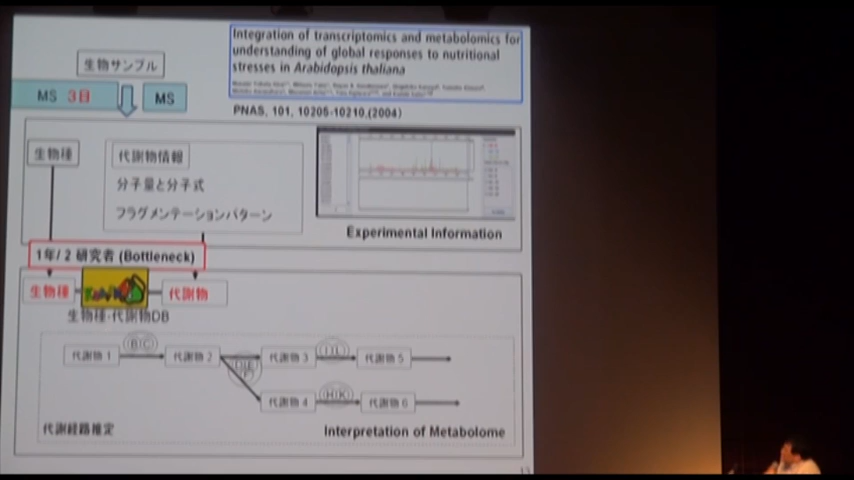 Integration of transcriptomics and metabolomics for
understanding of global responses to nutritional
stresses in Arabidopsis thaliana
生物サンプル
MS 3日
MS
PNAS, 101, 10205-10210,(2004)
生物種
代謝物情報
分子量と分子式
フラグメンテーションパターン
Experimental Information
1年/ 2 研究者 (Bottleneck)
生物種
代謝物
生物種-代謝物DB
代謝物 1
B
C
代謝物 2
代謝物 3
代謝物 5
代謝物 4
H
K
代謝物 6
代謝経路推定
Interpretation of Metabolome